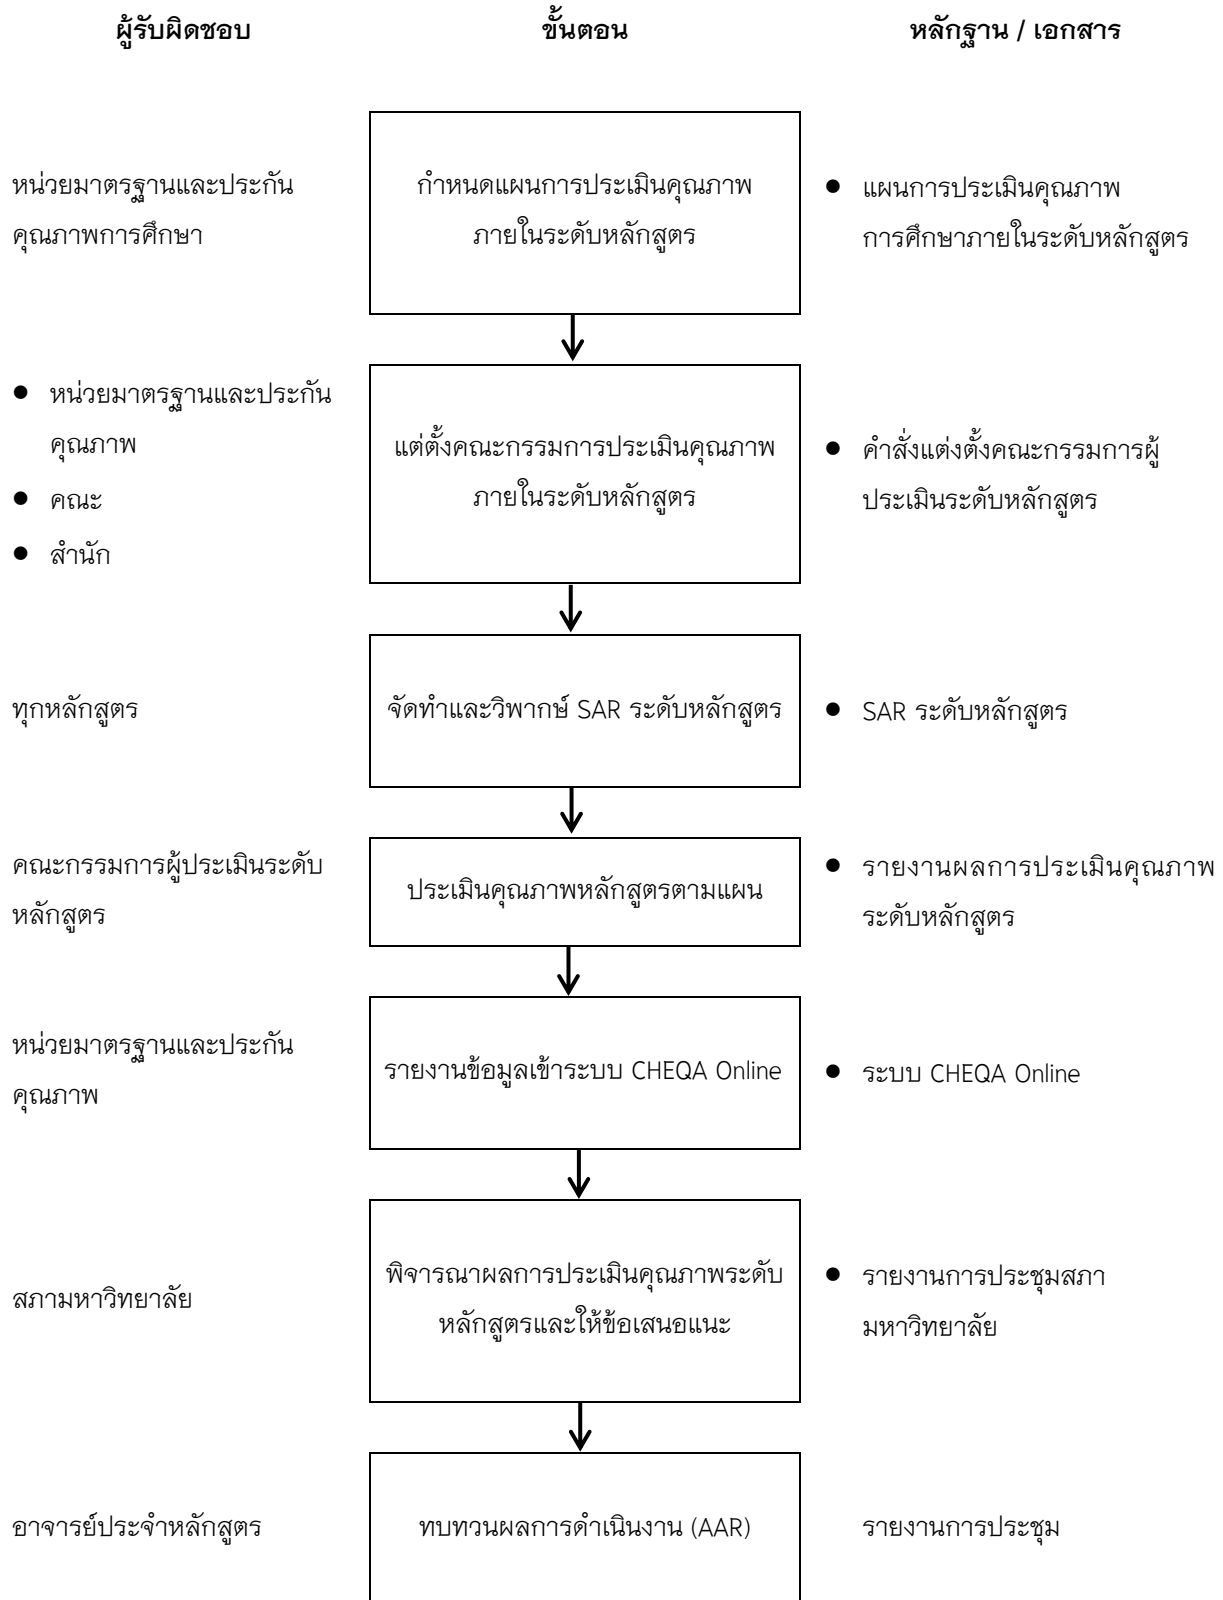 ผู้รับผิดชอบ
ขั้นตอน
หลักฐาน / เอกสาร
หน่วยมาตรฐานและประกัน
คุณภาพการศึกษา
กำหนดแผนการประเมินคุณภาพ
ภายในระดับหลักสูตร
● แผนการประเมินคุณภาพ
การศึกษาภายในระดับหลักสูตร
● หน่วยมาตรฐานและประกัน
คุณภาพ
● คณะ
● สำนัก
แต่ตั้งคณะกรรมการประเมินคุณภาพ
ภายในระดับหลักสูตร
● คำสั่งแต่งตั้งคณะกรรมการผู้
ประเมินระดับหลักสูตร
ทุกหลักสูตร
จัดทำและวิพากษ์ SAR ระดับหลักสูตร
● SAR ระดับหลักสูตร
คณะกรรมการผู้ประเมินระดับ
หลักสูตร
ประเมินคุณภาพหลักสูตรตามแผน
● รายงานผลการประเมินคุณภาพ
ระดับหลักสูตร
หน่วยมาตรฐานและประกัน
คุณภาพ
รายงานข้อมูลเข้าระบบ CHEQA Online
● ระบบ CHEQA Online
สภามหาวิทยาลัย
พิจารณาผลการประเมินคุณภาพระดับ
หลักสูตรและให้ข้อเสนอแนะ
● รายงานการประชุมสภา
มหาวิทยาลัย
อาจารย์ประจำหลักสูตร
ทบทวนผลการดำเนินงาน (AAR)
รายงานการประชุม